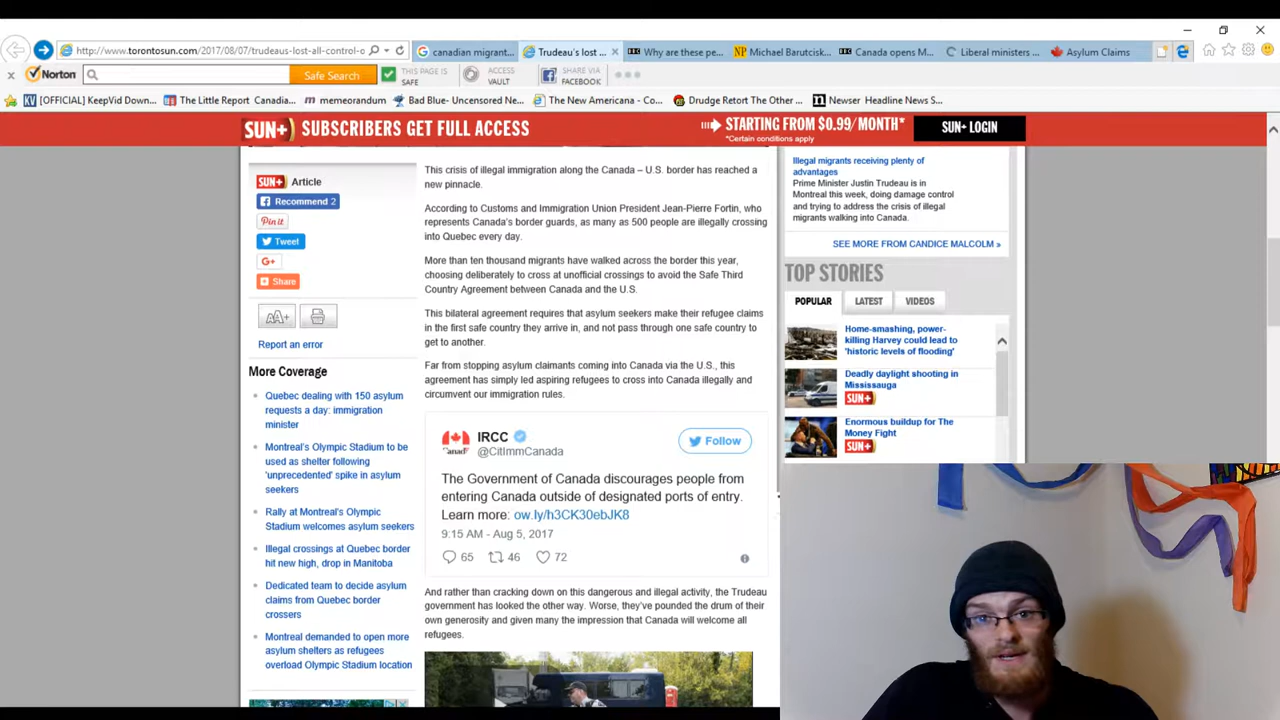 http://www.torontosun.com/2017/08/07/trudeaus-lost-all-control-o
canadian migrant...
Trudeau's lost ...
Why are these pe...
Michael Barutcisk...
Canada opens M...
Liberal ministers ...
Asylum Claims
Norton
Safe Search
THIS PAGE IS
SAFE
ACCESS
VAULT
SHARE VIA
FACEBOOK
[OFFICIAL] KeepVid Down...
The Little Report Canadia...
memeorandum
Bad Blue- Uncensored Ne...
The New Americana - Co...
Drudge Retort The Other ...
Newser Headline News S...
SUN+ SUBSCRIBERS GET FULL ACCESS
STARTING FROM $0.99/MONTH*
*Certain conditions apply
SUN+ LOGIN
SUN+ Article
Recommend 2
Pin it
Tweet
G+
Share
AA+
Report an error
More Coverage
Quebec dealing with 150 asylum
requests a day: immigration
minister
Montreal's Olympic Stadium to be
used as shelter following
'unprecedented' spike in asylum
seekers
Rally at Montreal's Olympic
Stadium welcomes asylum seekers
Illegal crossings at Quebec border
hit new high, drop in Manitoba
Dedicated team to decide asylum
claims from Quebec border
crossers
Montreal demanded to open more
asylum shelters as refugees
overload Olympic Stadium location
This crisis of illegal immigration along the Canada – U.S. border has reached a
new pinnacle.
According to Customs and Immigration Union President Jean-Pierre Fortin, who
represents Canada's border guards, as many as 500 people are illegally crossing
into Quebec every day.
More than ten thousand migrants have walked across the border this year,
choosing deliberately to cross at unofficial crossings to avoid the Safe Third
Country Agreement between Canada and the U.S.
This bilateral agreement requires that asylum seekers make their refugee claims
in the first safe country they arrive in, and not pass through one safe country to
get to another.
Far from stopping asylum claimants coming into Canada via the U.S., this
agreement has simply led aspiring refugees to cross into Canada illegally and
circumvent our immigration rules.
IRCC
@CitImmCanada
Follow
The Government of Canada discourages people from
entering Canada outside of designated ports of entry.
Learn more: ow.ly/h3CK30ebJK8
9:15 AM - Aug 5, 2017
65 46 72
And rather than cracking down on this dangerous and illegal activity, the Trudeau
government has looked the other way. Worse, they've pounded the drum of their
own generosity and given many the impression that Canada will welcome all
refugees.
Illegal migrants receiving plenty of
advantages
Prime Minister Justin Trudeau is in
Montreal this week, doing damage control
and trying to address the crisis of illegal
migrants walking into Canada.
SEE MORE FROM CANDICE MALCOLM »
TOP STORIES
POPULAR LATEST VIDEOS
Home-smashing, power-
killing Harvey could lead to
'historic levels of flooding'
Deadly daylight shooting in
Mississauga
SUN+
Enormous buildup for The
Money Fight
SUN+